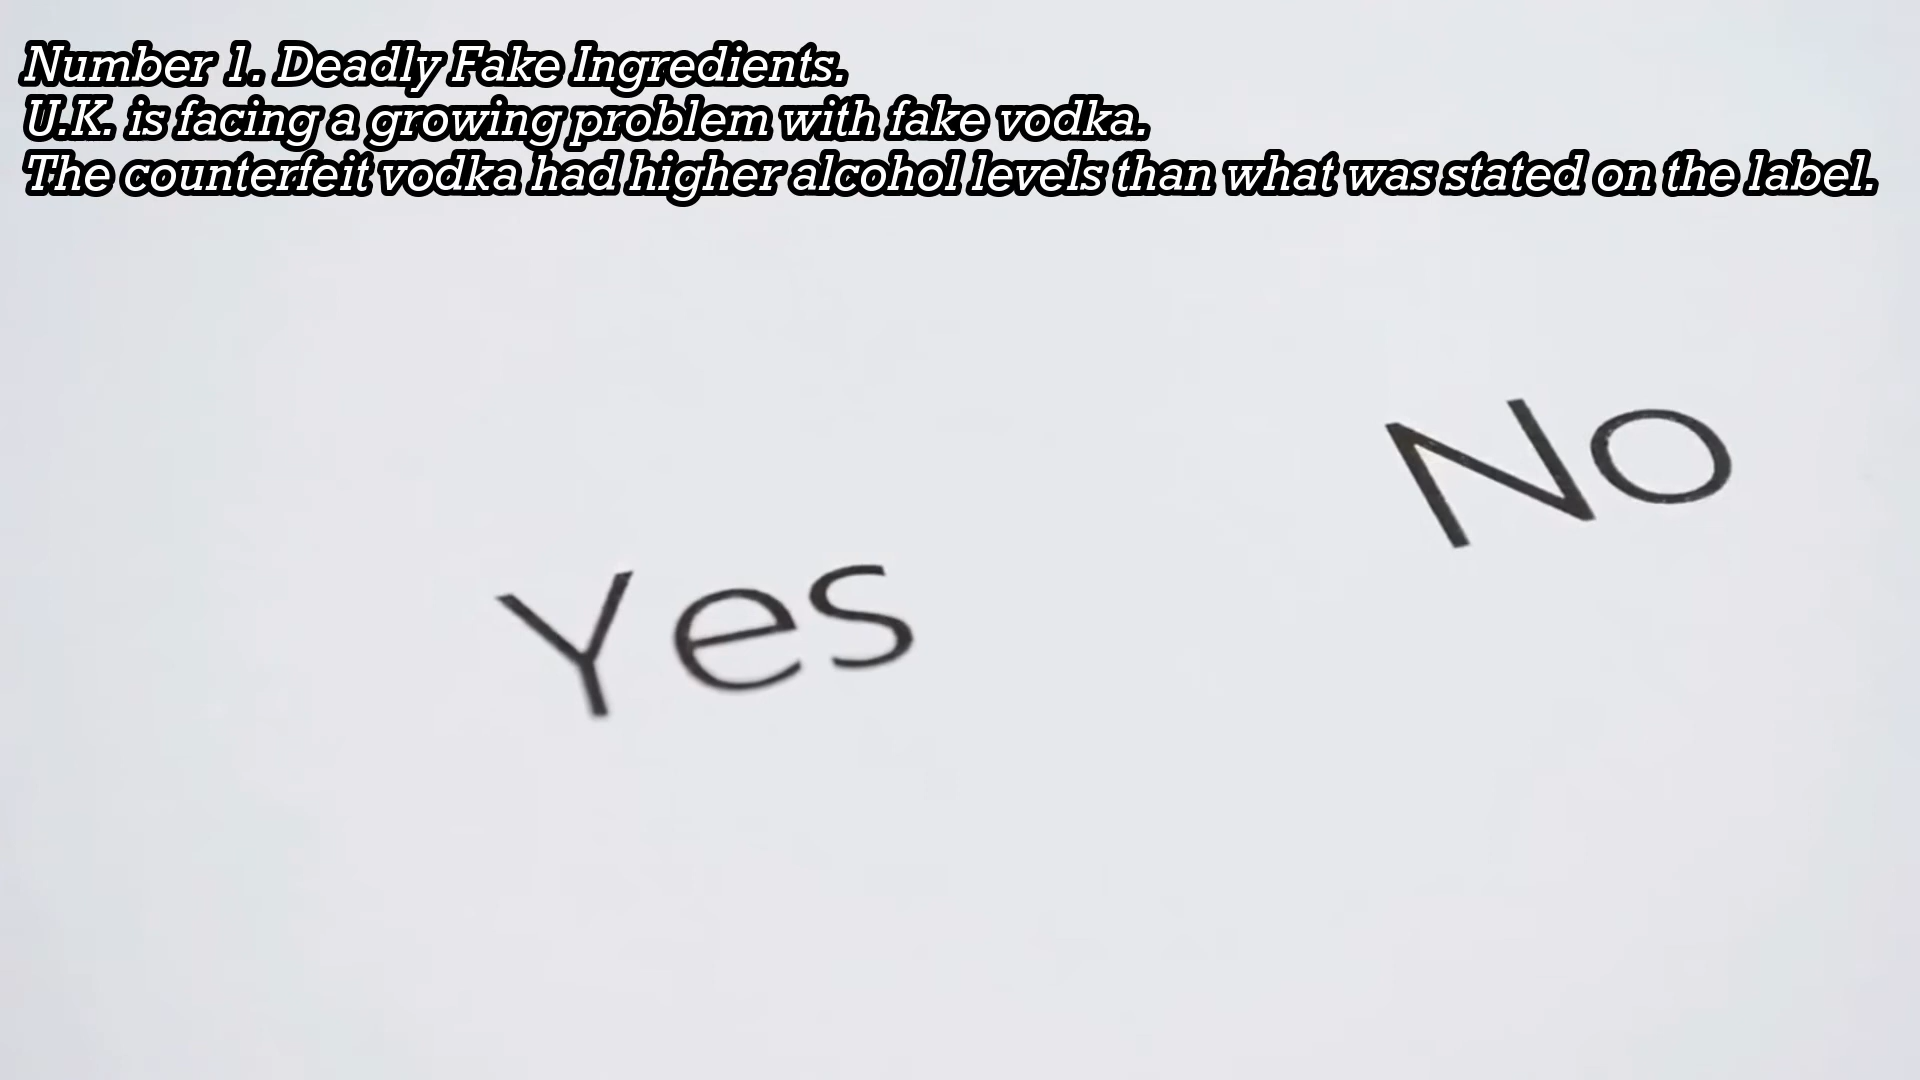 Number 1. Deadly Fake Ingredients.
U.K. is facing a growing problem with fake vodka.
The counterfeit vodka had higher alcohol levels than what was stated on the label.
No
Yes